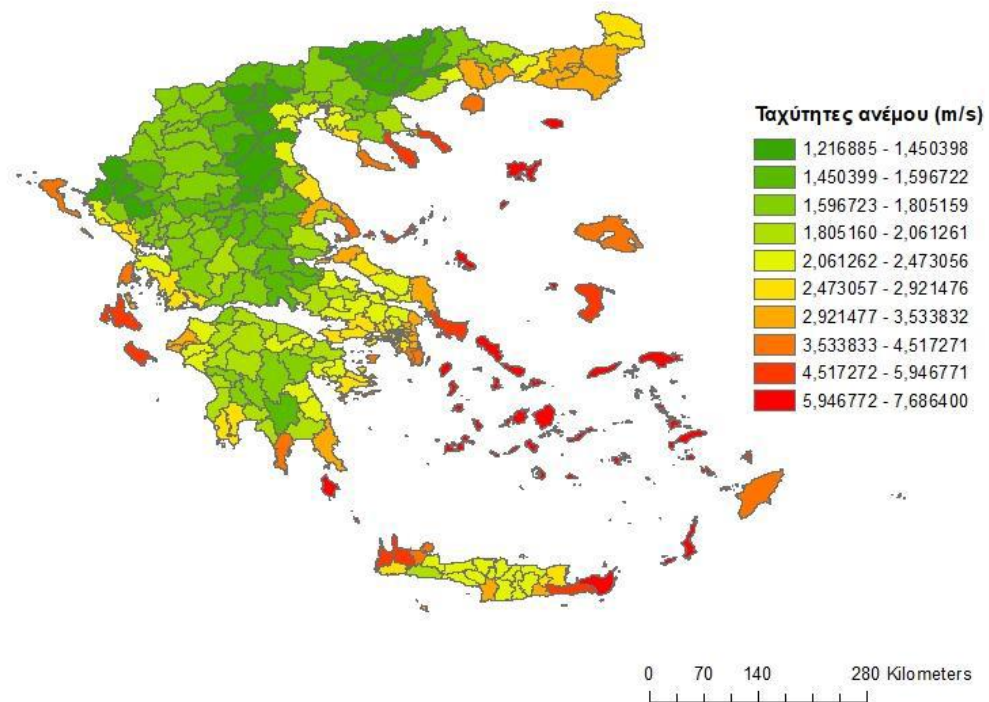 Ταχύτητες ανέμου (m/s)
1,216885 - 1,450398
1,450399 - 1,596722
1,596723 - 1,805159
1,805160 - 2,061261
2,061262 - 2,473056
2,473057 - 2,921476
2,921477 - 3,533832
3,533833 - 4,517271
4,517272 - 5,946771
5,946772 - 7,686400
0 70 140 280 Kilometers